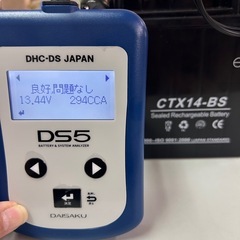 DHC-DS JAPAN
良好,問題なし
13.44V 294CCA
DS5
BATTERY & SYSTEM ANALYZER
DAISAKU
CTX14-BS
Sealed Rechargeable Battery